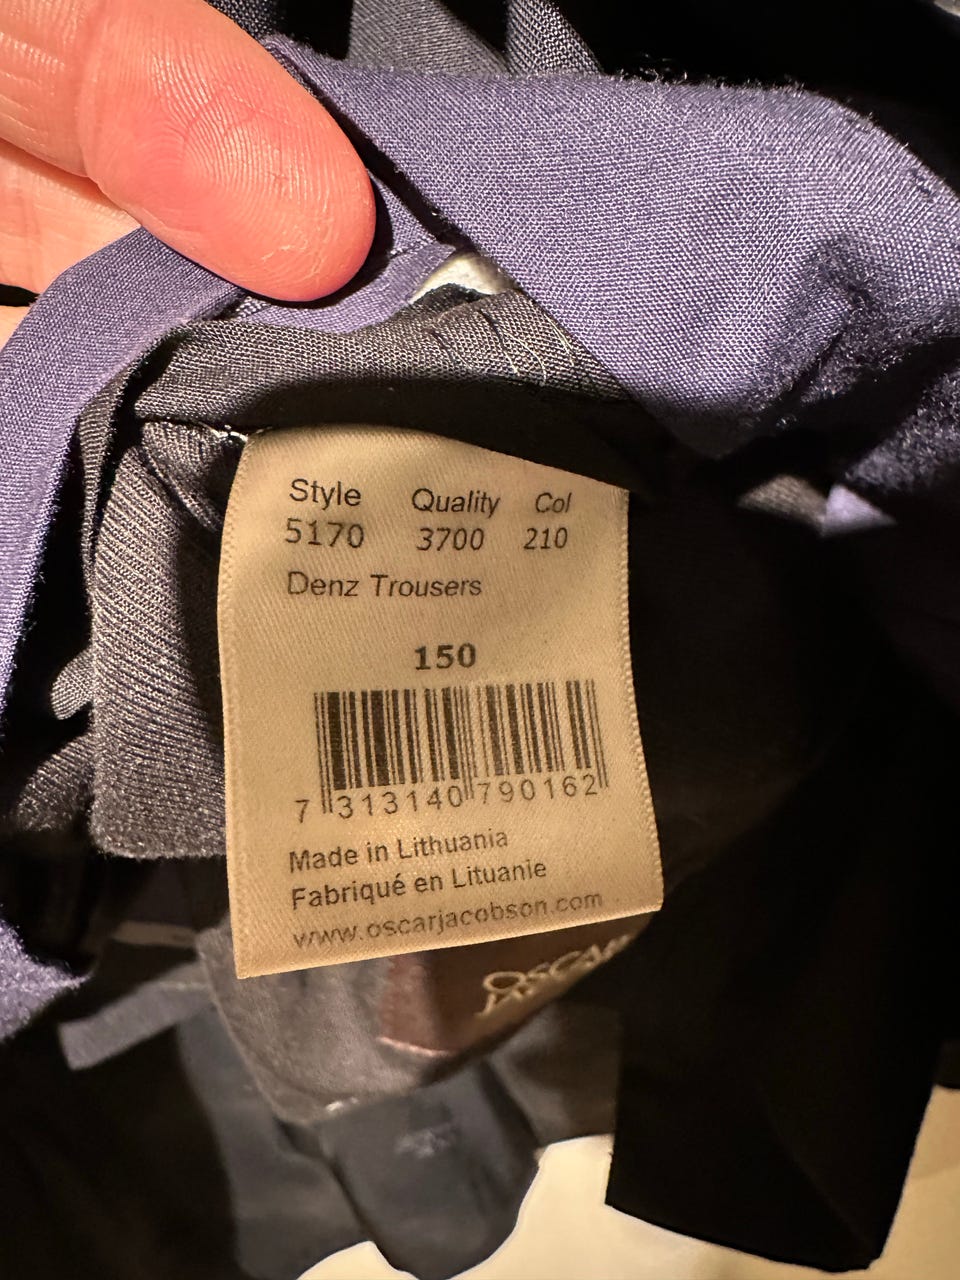 Style Quality Col
5170 3700 210
Denz Trousers
150
7 313140 790162
Made in Lithuania
Fabriqué en Lituanie
www.oscarjacobson.com
OSCAR